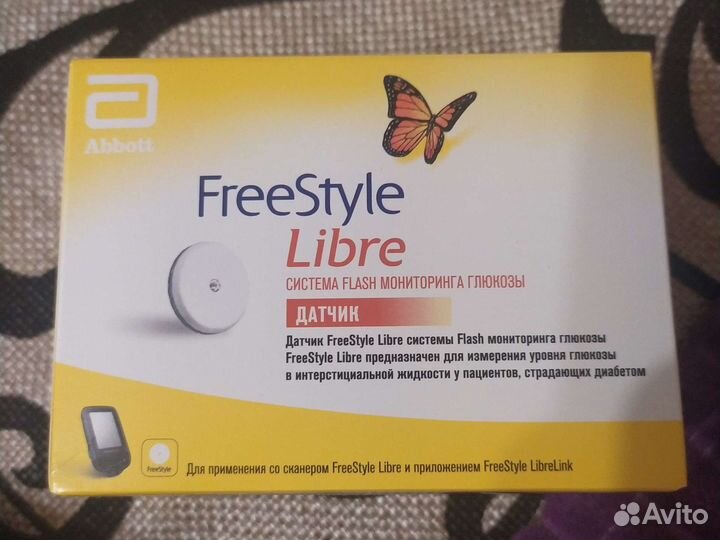 Abbott
FreeStyle
Libre
СИСТЕМА FLASH МОНИТОРИНГА ГЛЮКОЗЫ
ДАТЧИК
Датчик FreeStyle Libre системы Flash мониторинга глюкозы
FreeStyle Libre предназначен для измерения уровня глюкозы
в интерстициальной жидкости у пациентов, страдающих диабетом
FreeStyle
Для применения со сканером FreeStyle Libre и приложением FreeStyle LibreLink
Avito